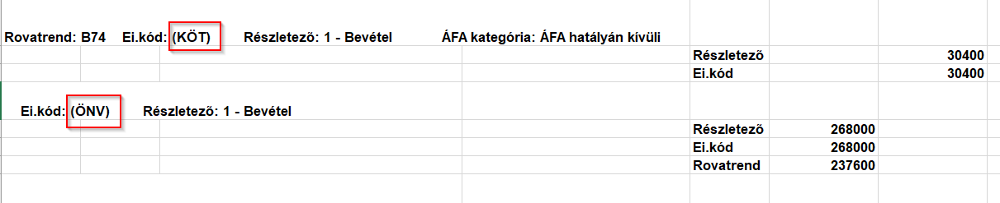 Rovatrend: B74 Ei.kód: (KÖT) Részletező: 1 - Bevétel ÁFA kategória: ÁFA hatályán kívüli
Részletező 30400
Ei.kód 30400
Ei.kód: (ÖNV) Részletező: 1 - Bevétel
Részletező 268000
Ei.kód 268000
Rovatrend 237600